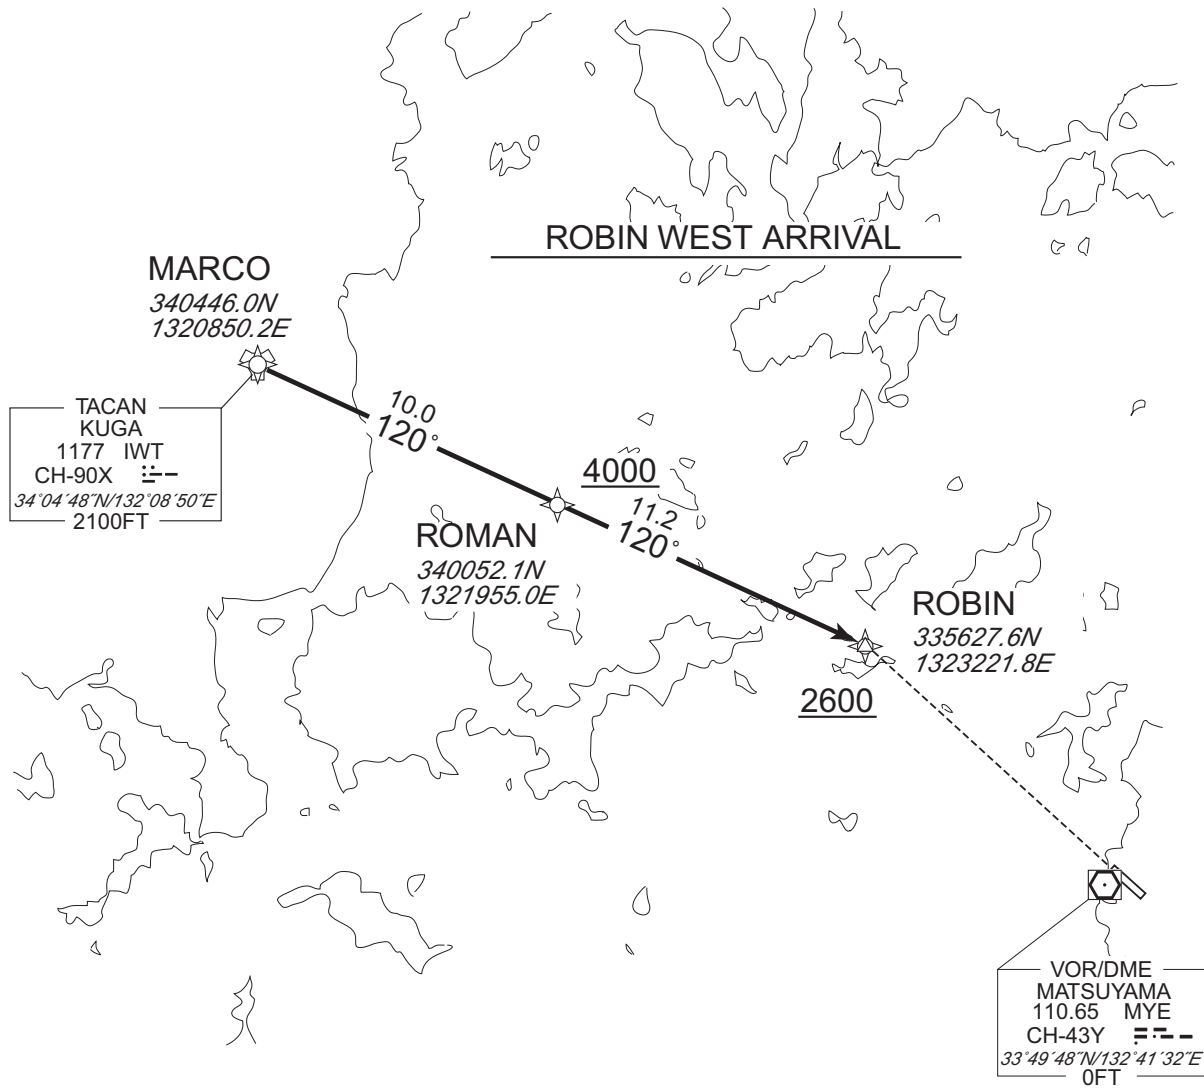 ROBIN WEST ARRIVAL
MARCO
340446.0N
1320850.2E
TACAN
KUGA
1177 IWT
CH-90X
34°04´48˝N/132°08´50˝E
2100FT
10.0
120°
4000
ROMAN
340052.1N
1321955.0E
11.2
120°
ROBIN
335627.6N
1323221.8E
2600
VOR/DME
MATSUYAMA
110.65 MYE
CH-43Y
33°49´48˝N/132°41´32˝E
0FT